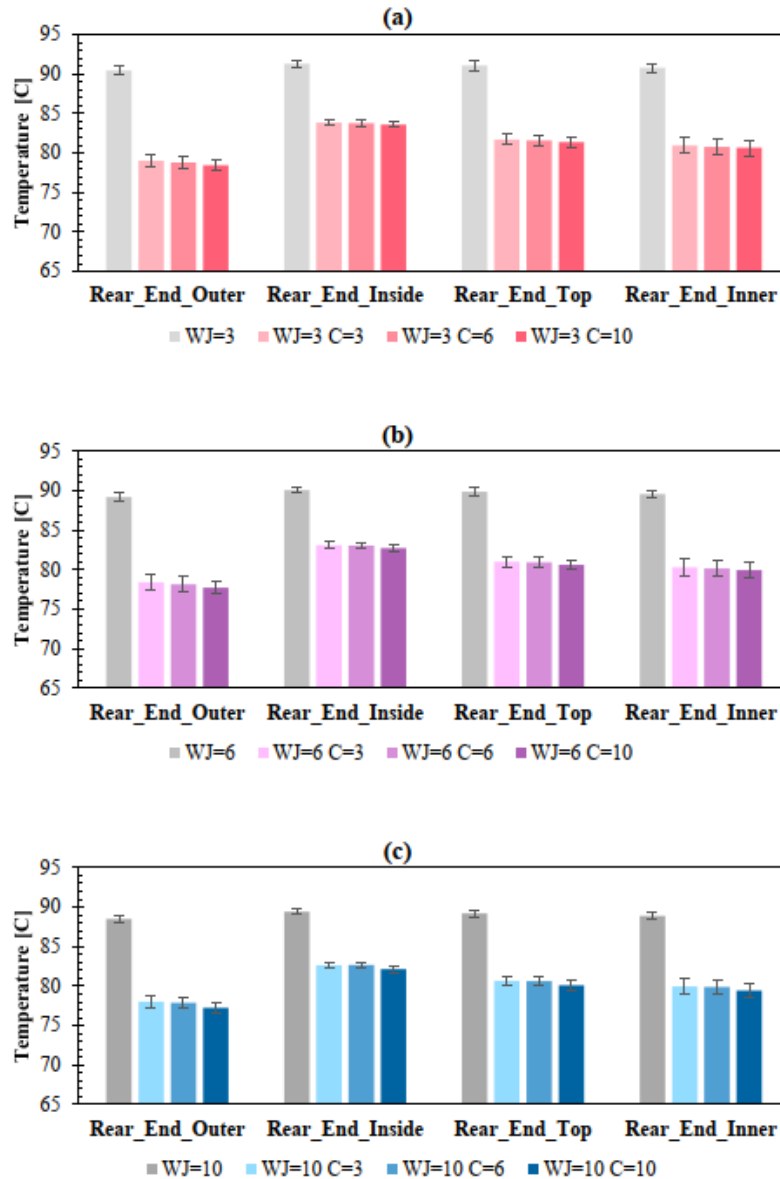 (a)
Temperature [C]
95
90
85
80
75
70
65
Rear_End_Outer Rear_End_Inside Rear_End_Top Rear_End_Inner
WJ=3 WJ=3 C=3 WJ=3 C=6 WJ=3 C=10
(b)
Temperature [C]
95
90
85
80
75
70
65
Rear_End_Outer Rear_End_Inside Rear_End_Top Rear_End_Inner
WJ=6 WJ=6 C=3 WJ=6 C=6 WJ=6 C=10
(c)
Temperature [C]
95
90
85
80
75
70
65
Rear_End_Outer Rear_End_Inside Rear_End_Top Rear_End_Inner
WJ=10 WJ=10 C=3 WJ=10 C=6 WJ=10 C=10